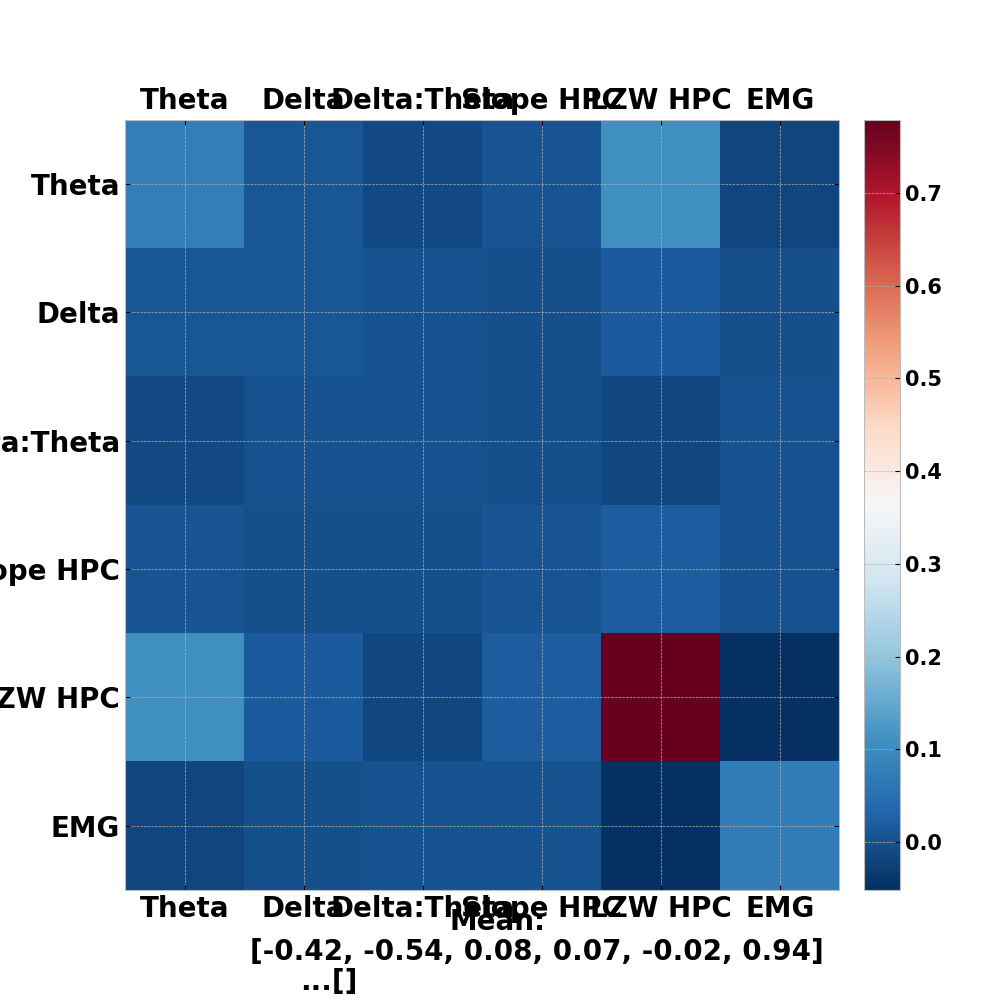 Theta Delta Delta:Theta Slope HPC LZW HPC EMG
Theta
Delta
a:Theta
ope HPC
ZW HPC
EMG
0.7
0.6
0.5
0.4
0.3
0.2
0.1
0.0
Theta Delta Delta:Theta Slope HPC LZW HPC EMG
Mean:
[-0.42, -0.54, 0.08, 0.07, -0.02, 0.94]
...[]